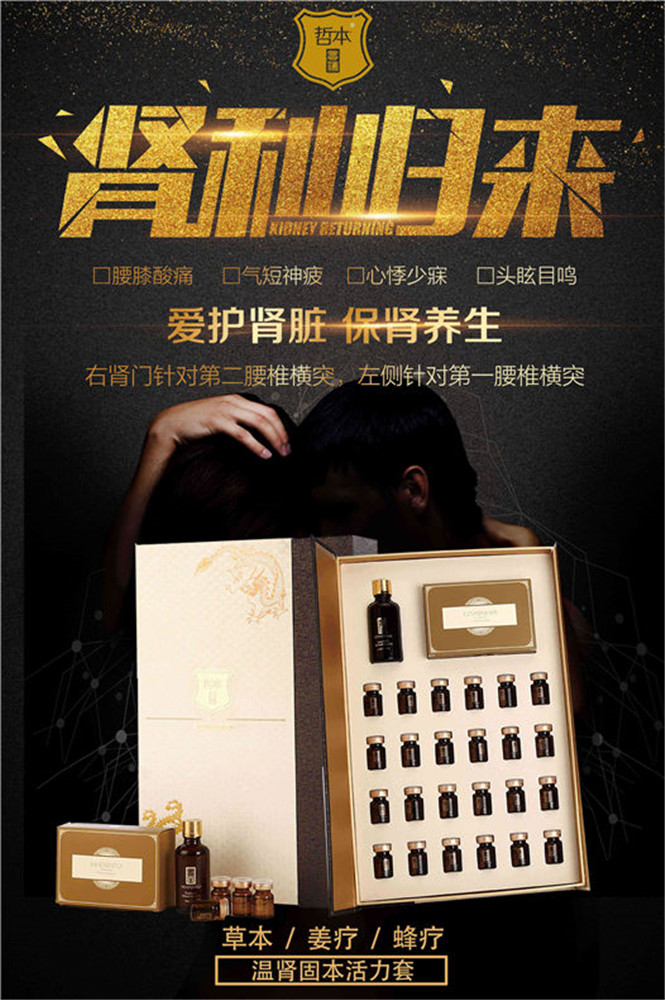 哲本
肾利归来
KIDNEY RETURNING
□腰膝酸痛 □气短神疲 □心悸少寐 □头眩目鸣
爱护肾脏 保肾养生
右肾门针对第二腰椎横突，左侧针对第一腰椎横突
哲本
草本 / 姜疗 / 蜂疗
温肾固本活力套